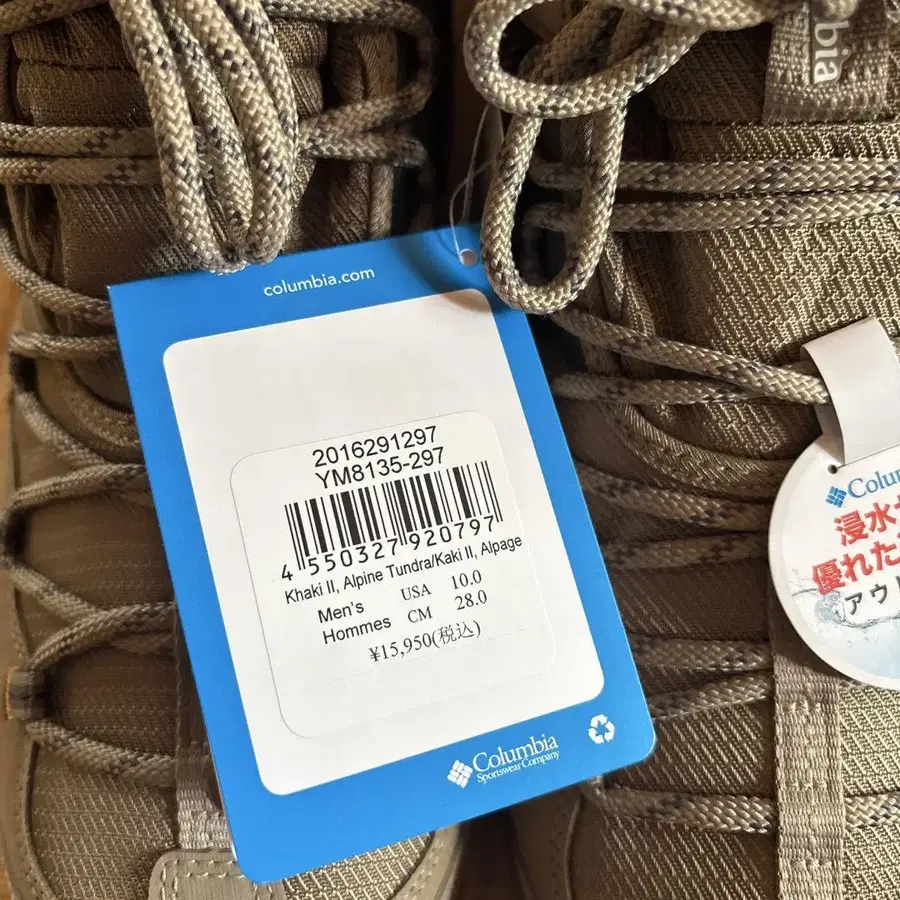 bia
columbia.com
2016291297
YM8135-297
4 550327 920797
Khaki II, Alpine Tundra/Kaki II, Alpage
Men's USA 10.0
Hommes CM 28.0
¥15,950(税込)
Columbia
Sportswear Company
Colum
浸水
優れた
アウト